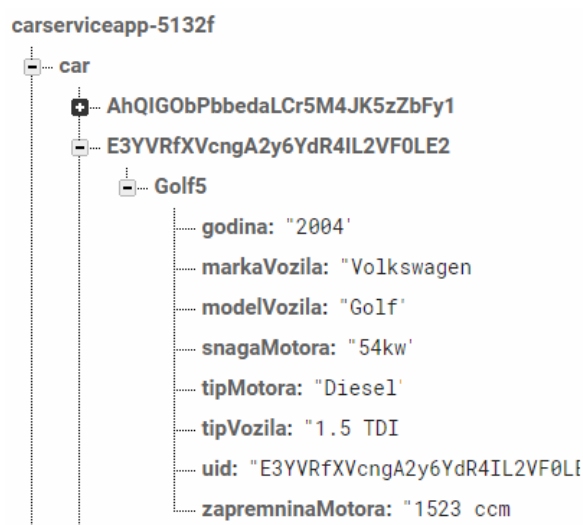 carserviceapp-5132f
car
AhQIGObPbbedaLCr5M4JK5zZbFy1
E3YVRfXVcngA2y6YdR4IL2VF0LE2
Golf5
godina: "2004'
markaVozila: "Volkswagen
modelVozila: "Golf'
snagaMotora: "54kw'
tipMotora: "Diesel'
tipVozila: "1.5 TDI
uid: "E3YVRfXVcngA2y6YdR4IL2VF0LE
zapremninaMotora: "1523 ccm